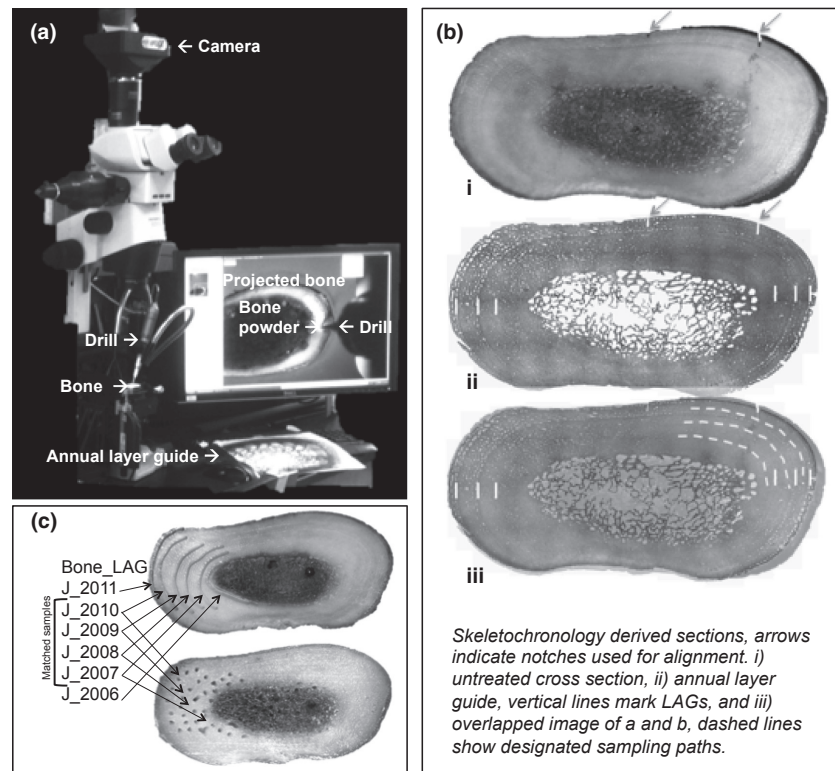 (a)
← Camera
Projected bone
Bone
powder → ← Drill
Drill →
Bone →
Annual layer guide →
(b)
i
ii
iii
Skeletochronology derived sections, arrows
indicate notches used for alignment. i)
untreated cross section, ii) annual layer
guide, vertical lines mark LAGs, and iii)
overlapped image of a and b, dashed lines
show designated sampling paths.
(c)
Bone_LAG
J_2011
J_2010
J_2009
J_2008
J_2007
J_2006
Matched samples